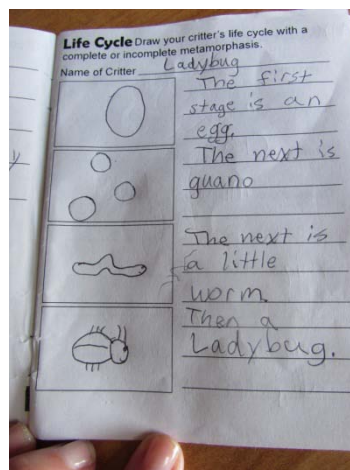 Life Cycle Draw your critter's life cycle with a
complete or incomplete metamorphasis.
Name of Critter Ladybug
The first
stage is an
egg.
The next is
guano
The next is
a little
worm
Then a
Ladybug.